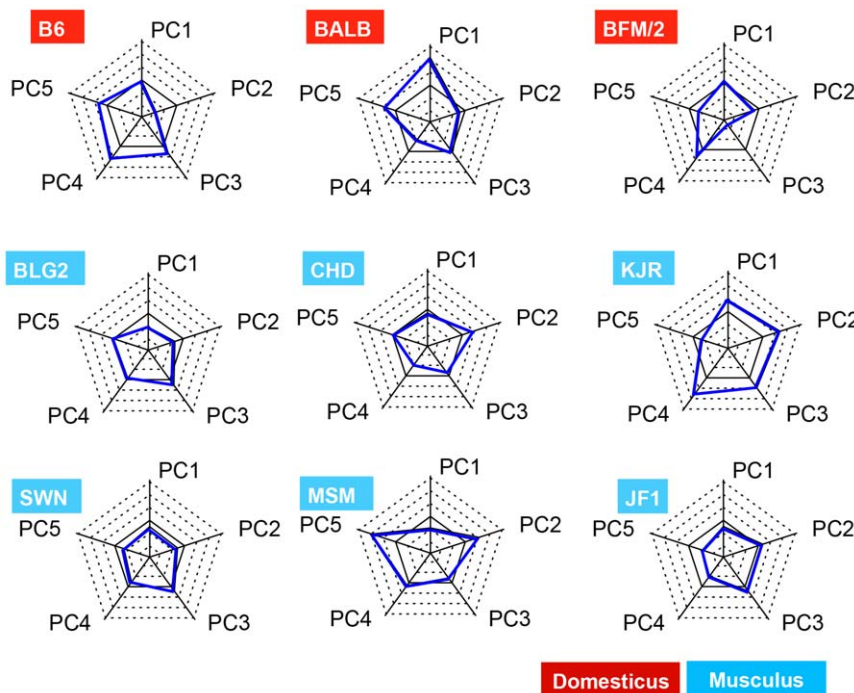 B6
PC1
PC2
PC3
PC4
PC5
BALB
PC1
PC2
PC3
PC4
PC5
BFM/2
PC1
PC2
PC3
PC4
PC5
BLG2
PC1
PC2
PC3
PC4
PC5
CHD
PC1
PC2
PC3
PC4
PC5
KJR
PC1
PC2
PC3
PC4
PC5
SWN
PC1
PC2
PC3
PC4
PC5
MSM
PC1
PC2
PC3
PC4
PC5
JF1
PC1
PC2
PC3
PC4
PC5
Domesticus
Musculus